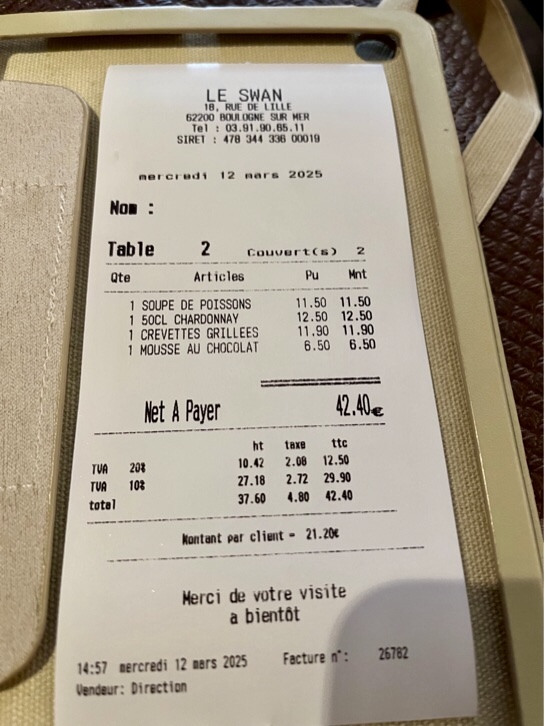 LE SWAN
18, RUE DE LILLE
62200 BOULOGNE SUR MER
Tel : 03.91.90.65.11
SIRET : 478 344 336 00019
mercredi 12 mars 2025
Nom :
Table 2 Couvert(s) 2
Qte Articles Pu Mnt
1 SOUPE DE POISSONS 11.50 11.50
1 50CL CHARDONNAY 12.50 12.50
1 CREVETTES GRILLEES 11.90 11.90
1 MOUSSE AU CHOCOLAT 6.50 6.50
Net A Payer 42.40€
ht taxe ttc
TVA 20% 10.42 2.08 12.50
TVA 10% 27.18 2.72 29.90
total 37.60 4.80 42.40
Montant par client = 21.20€
Merci de votre visite
a bientôt
14:57 mercredi 12 mars 2025 Facture n°: 26782
Vendeur: Direction